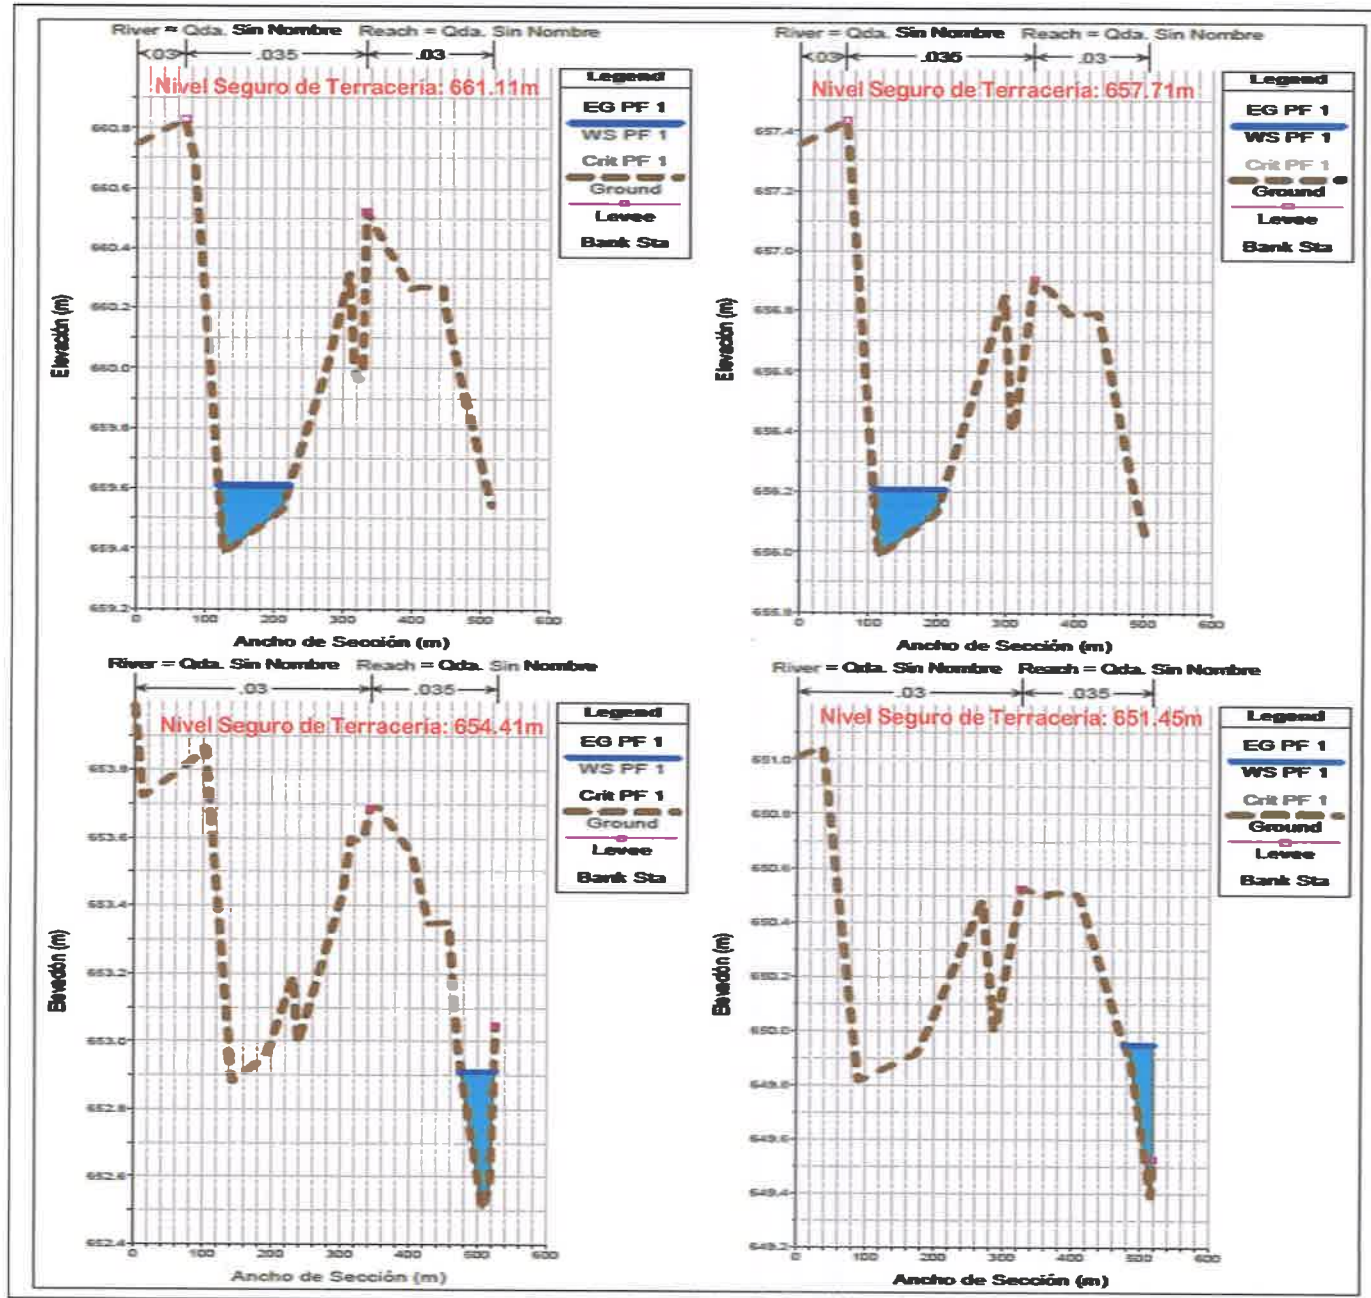 River = Qda. Sin Nombre Reach = Qda. Sin Nombre
.03 .035 .03
Nivel Seguro de Terracería: 661.11m
Legend
EG PF 1
WS PF 1
Crit PF 1
Ground
Levee
Bank Sta
Elevación (m)
660.8
660.6
660.4
660.2
660.0
659.8
659.6
659.4
659.2
0 100 200 300 400 500 600
Ancho de Sección (m)
River = Qda. Sin Nombre Reach = Qda. Sin Nombre
.03 .035 .03
Nivel Seguro de Terracería: 657.71m
Legend
EG PF 1
WS PF 1
Crit PF 1
Ground
Levee
Bank Sta
Elevación (m)
657.4
657.2
657.0
656.8
656.6
656.4
656.2
656.0
655.8
0 100 200 300 400 500 600
Ancho de Sección (m)
River = Qda. Sin Nombre Reach = Qda. Sin Nombre
.03 .035
Nivel Seguro de Terracería: 654.41m
Legend
EG PF 1
WS PF 1
Crit PF 1
Ground
Levee
Bank Sta
Elevación (m)
653.8
653.6
653.4
653.2
653.0
652.8
652.6
652.4
0 100 200 300 400 500 600
Ancho de Sección (m)
River = Qda. Sin Nombre Reach = Qda. Sin Nombre
.03 .035
Nivel Seguro de Terracería: 651.45m
Legend
EG PF 1
WS PF 1
Crit PF 1
Ground
Levee
Bank Sta
Elevación (m)
651.0
650.8
650.6
650.4
650.2
650.0
649.8
649.6
649.4
649.2
0 100 200 300 400 500 600
Ancho de Sección (m)